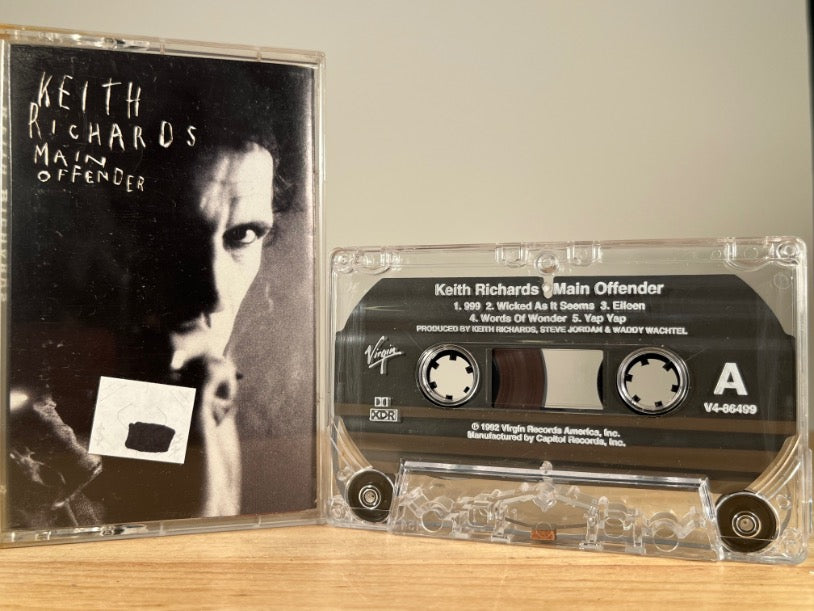 KEITH
RICHARDS
MAIN
OFFENDER
Keith Richards • Main Offender
1. 999 2. Wicked As It Seems 3. Eileen
4. Words Of Wonder 5. Yap Yap
PRODUCED BY KEITH RICHARDS, STEVE JORDAN & WADDY WACHTEL
Virgin
XDR
A
V4-86499
℗ 1992 Virgin Records America, Inc.
Manufactured by Capitol Records, Inc.